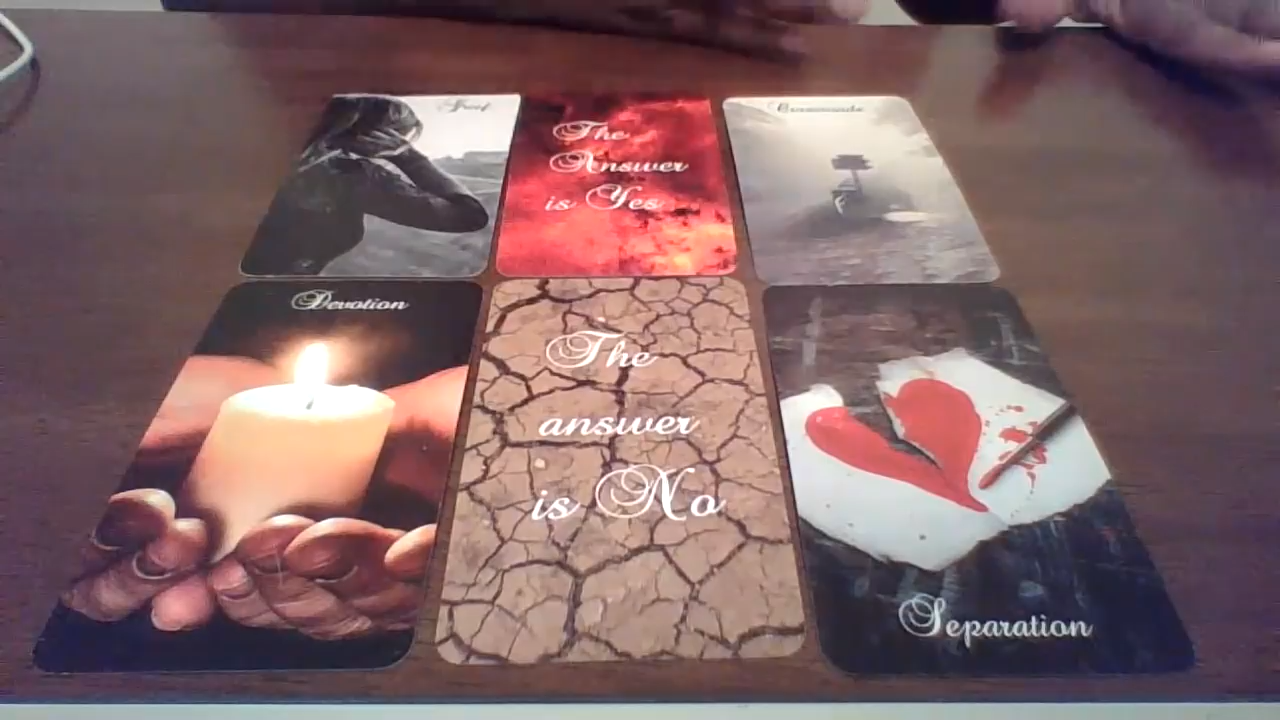 The
Answer
is Yes
Devotion
The
answer
is No
Separation